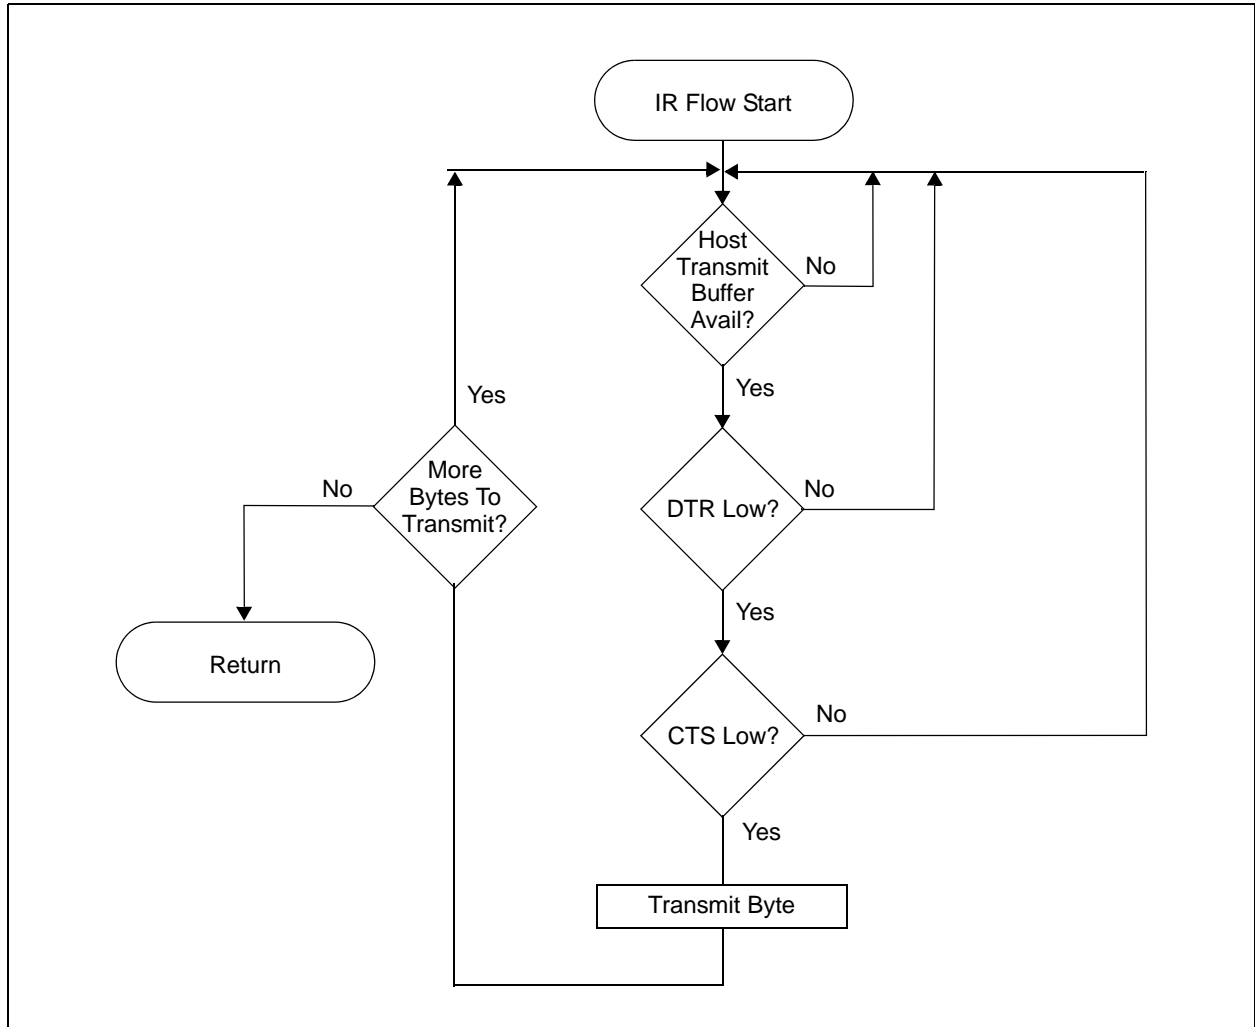 IR Flow Start
Host
Transmit
Buffer
Avail?
No
Yes
Yes
More
Bytes To
Transmit?
No
DTR Low?
No
Yes
Return
CTS Low?
No
Yes
Transmit Byte